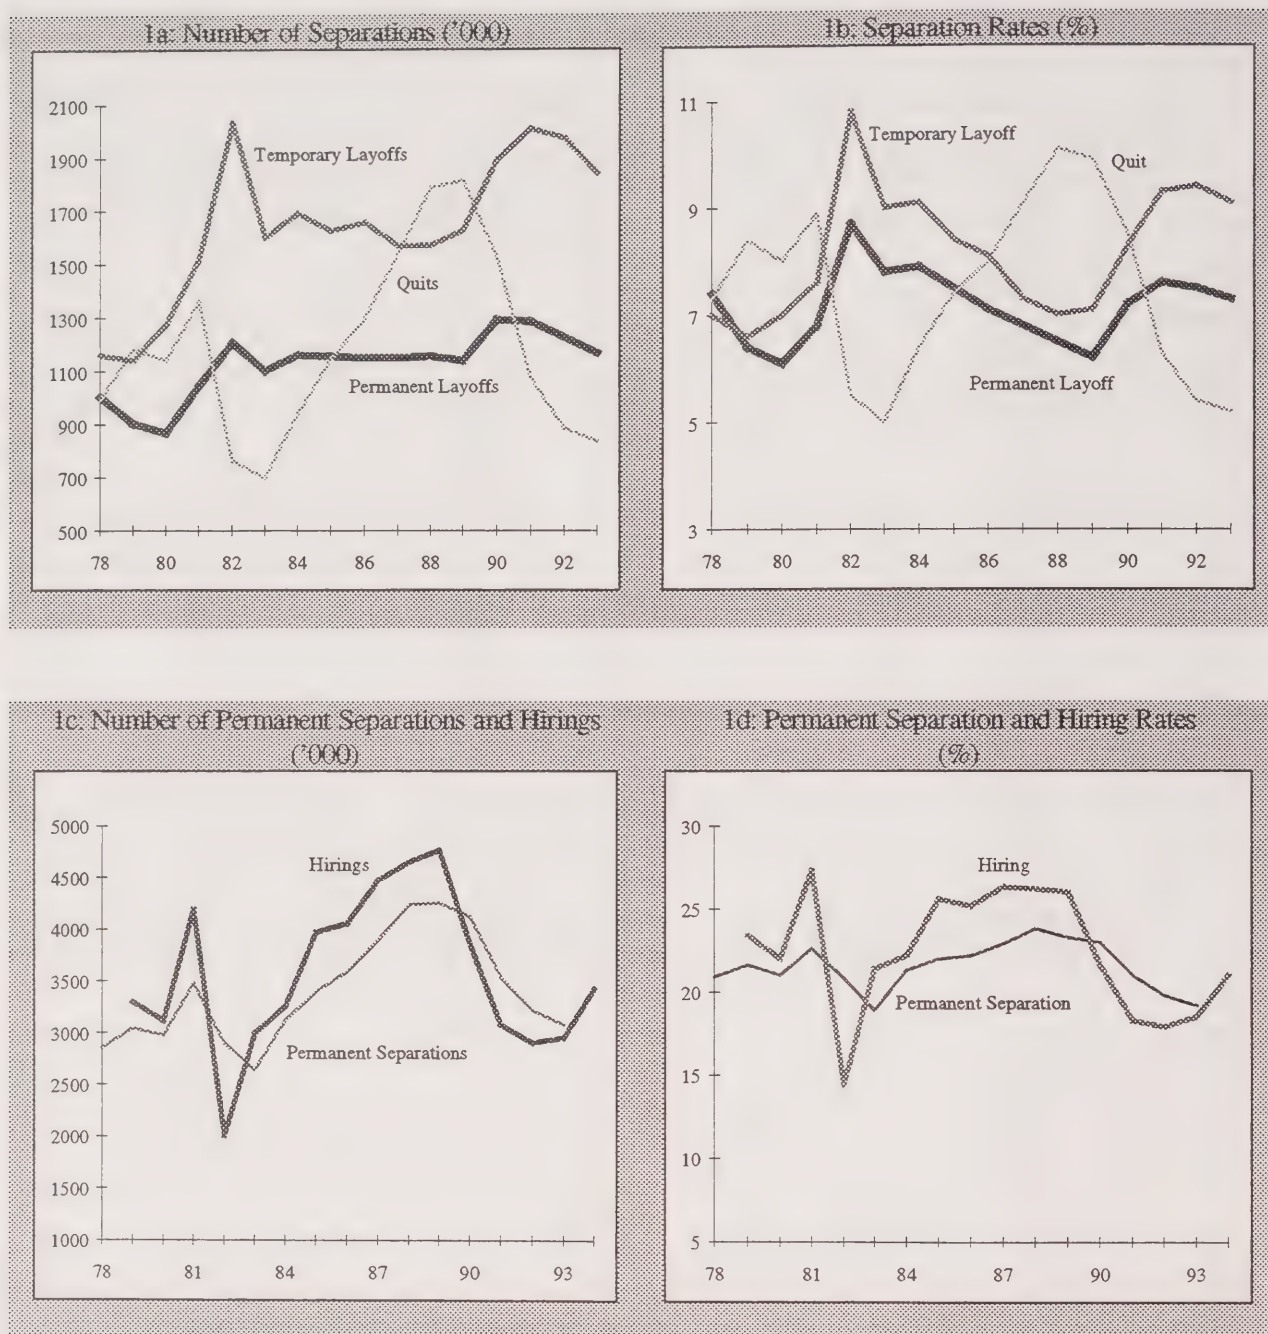 1a: Number of Separations ('000)
2100
1900
1700
1500
1300
1100
900
700
500
Temporary Layoffs
Quits
Permanent Layoffs
78 80 82 84 86 88 90 92
1b: Separation Rates (%)
11
9
7
5
3
Temporary Layoff
Quit
Permanent Layoff
78 80 82 84 86 88 90 92
1c: Number of Permanent Separations and Hirings
('000)
5000
4500
4000
3500
3000
2500
2000
1500
1000
Hirings
Permanent Separations
78 81 84 87 90 93
1d: Permanent Separation and Hiring Rates
(%)
30
25
20
15
10
5
Hiring
Permanent Separation
78 81 84 87 90 93